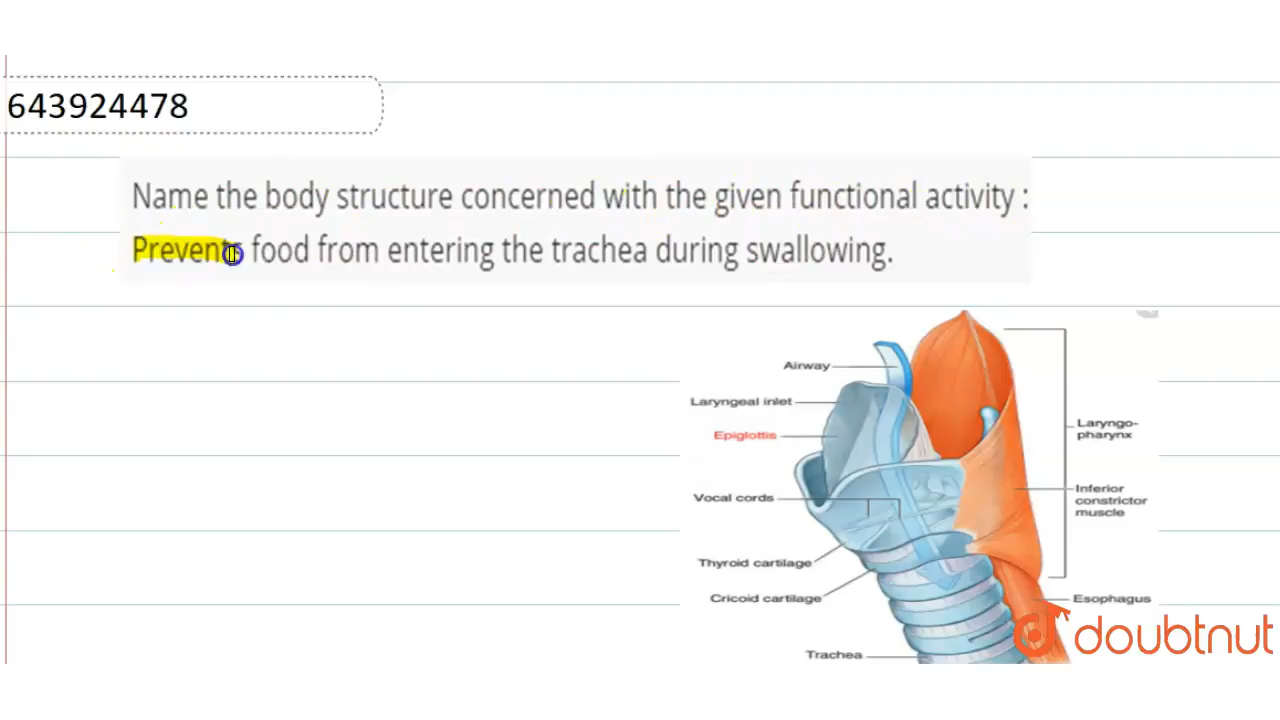 643924478
Name the body structure concerned with the given functional activity :
Prevents food from entering the trachea during swallowing.
Airway
Laryngeal inlet
Epiglottis
Vocal cords
Thyroid cartilage
Cricoid cartilage
Trachea
Laryngo-
pharynx
Inferior
constrictor
muscle
Esophagus
doubtnut